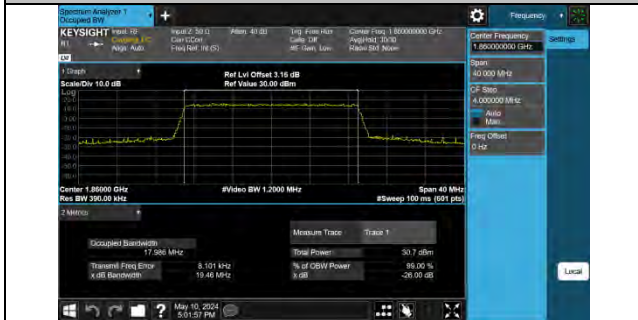 Spectrum Analyzer 1
Occupied BW
Frequency
KEYSIGHT Input: RF
R1
Align: Auto
Input Z: 50 Ω
Corr CCorr
Freq Ref: Int (S)
Atten: 40 dB
Trig: Free Run
Gate: Off
#IF Gain: Low
Center Freq: 1.860000000 GHz
Avg|Hold: 30/30
Radio Std: None
Center Frequency
1.860000000 GHz
Settings
Span
40.000 MHz
CF Step
4.000000 MHz
Auto
Man
Freq Offset
0 Hz
1 Graph
Scale/Div 10.0 dB
Ref Lvl Offset 3.16 dB
Ref Value 30.00 dBm
Log
Center 1.86000 GHz
Res BW 390.00 kHz
#Video BW 1.2000 MHz
Span 40 MHz
#Sweep 100 ms (601 pts)
2 Metrics
Measure Trace
Trace 1
Occupied Bandwidth
17.986 MHz
Total Power
30.7 dBm
Transmit Freq Error
8.101 kHz
% of OBW Power
99.00 %
x dB Bandwidth
19.46 MHz
x dB
-26.00 dB
Local
May 10, 2024
5:01:57 PM